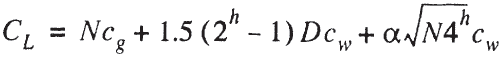 C_L = Nc_g + 1.5 (2^h − 1) Dc_w + α√(N4^h) c_w